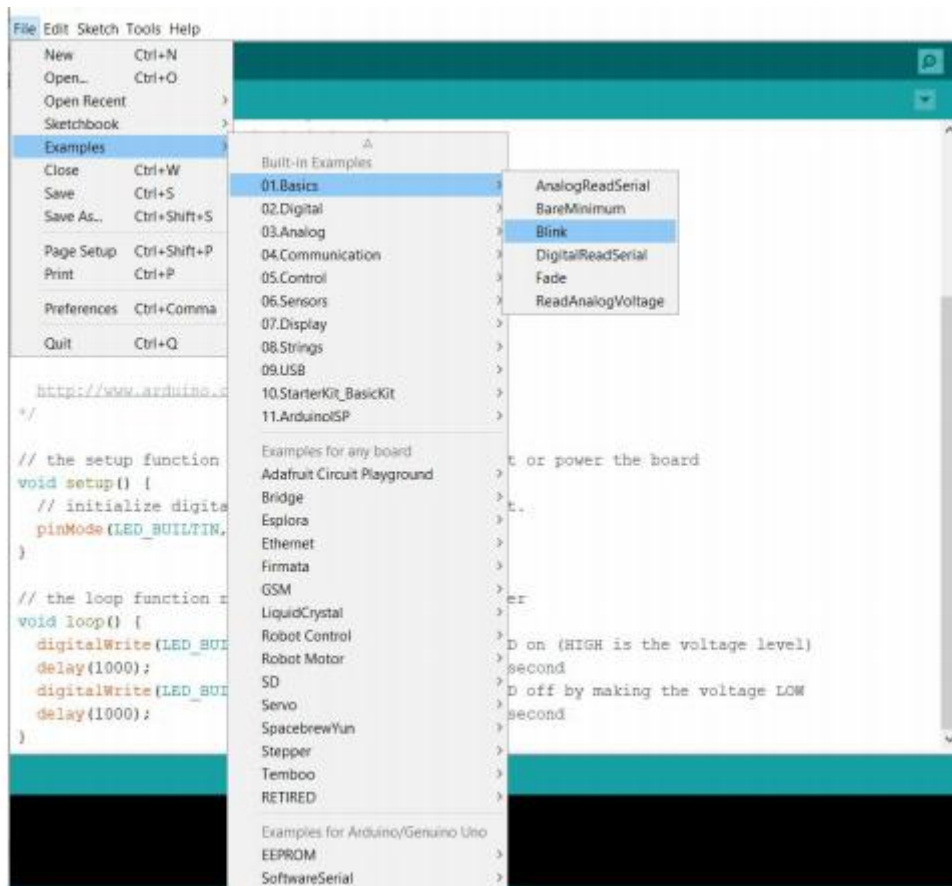 File Edit Sketch Tools Help
New Ctrl+N
Open... Ctrl+O
Open Recent
Sketchbook
Examples
Close Ctrl+W
Save Ctrl+S
Save As... Ctrl+Shift+S
Page Setup Ctrl+Shift+P
Print Ctrl+P
Preferences Ctrl+Comma
Quit Ctrl+Q
Built-in Examples
01.Basics
02.Digital
03.Analog
04.Communication
05.Control
06.Sensors
07.Display
08.Strings
09.USB
10.StarterKit_BasicKit
11.ArduinoISP
Examples for any board
Adafruit Circuit Playground
Bridge
Esplora
Ethernet
Firmata
GSM
LiquidCrystal
Robot Control
Robot Motor
SD
Servo
SpacebrewYun
Stepper
Temboo
RETIRED
Examples for Arduino/Genuino Uno
EEPROM
SoftwareSerial
AnalogReadSerial
BareMinimum
Blink
DigitalReadSerial
Fade
ReadAnalogVoltage
http://www.arduino.c
*/
// the setup function t or power the board
void setup() {
// initialize digita t.
pinMode(LED_BUILTIN,
}
// the loop function r er
void loop() {
digitalWrite(LED_BUI D on (HIGH is the voltage level)
delay(1000); second
digitalWrite(LED_BUI D off by making the voltage LOW
delay(1000); second
}